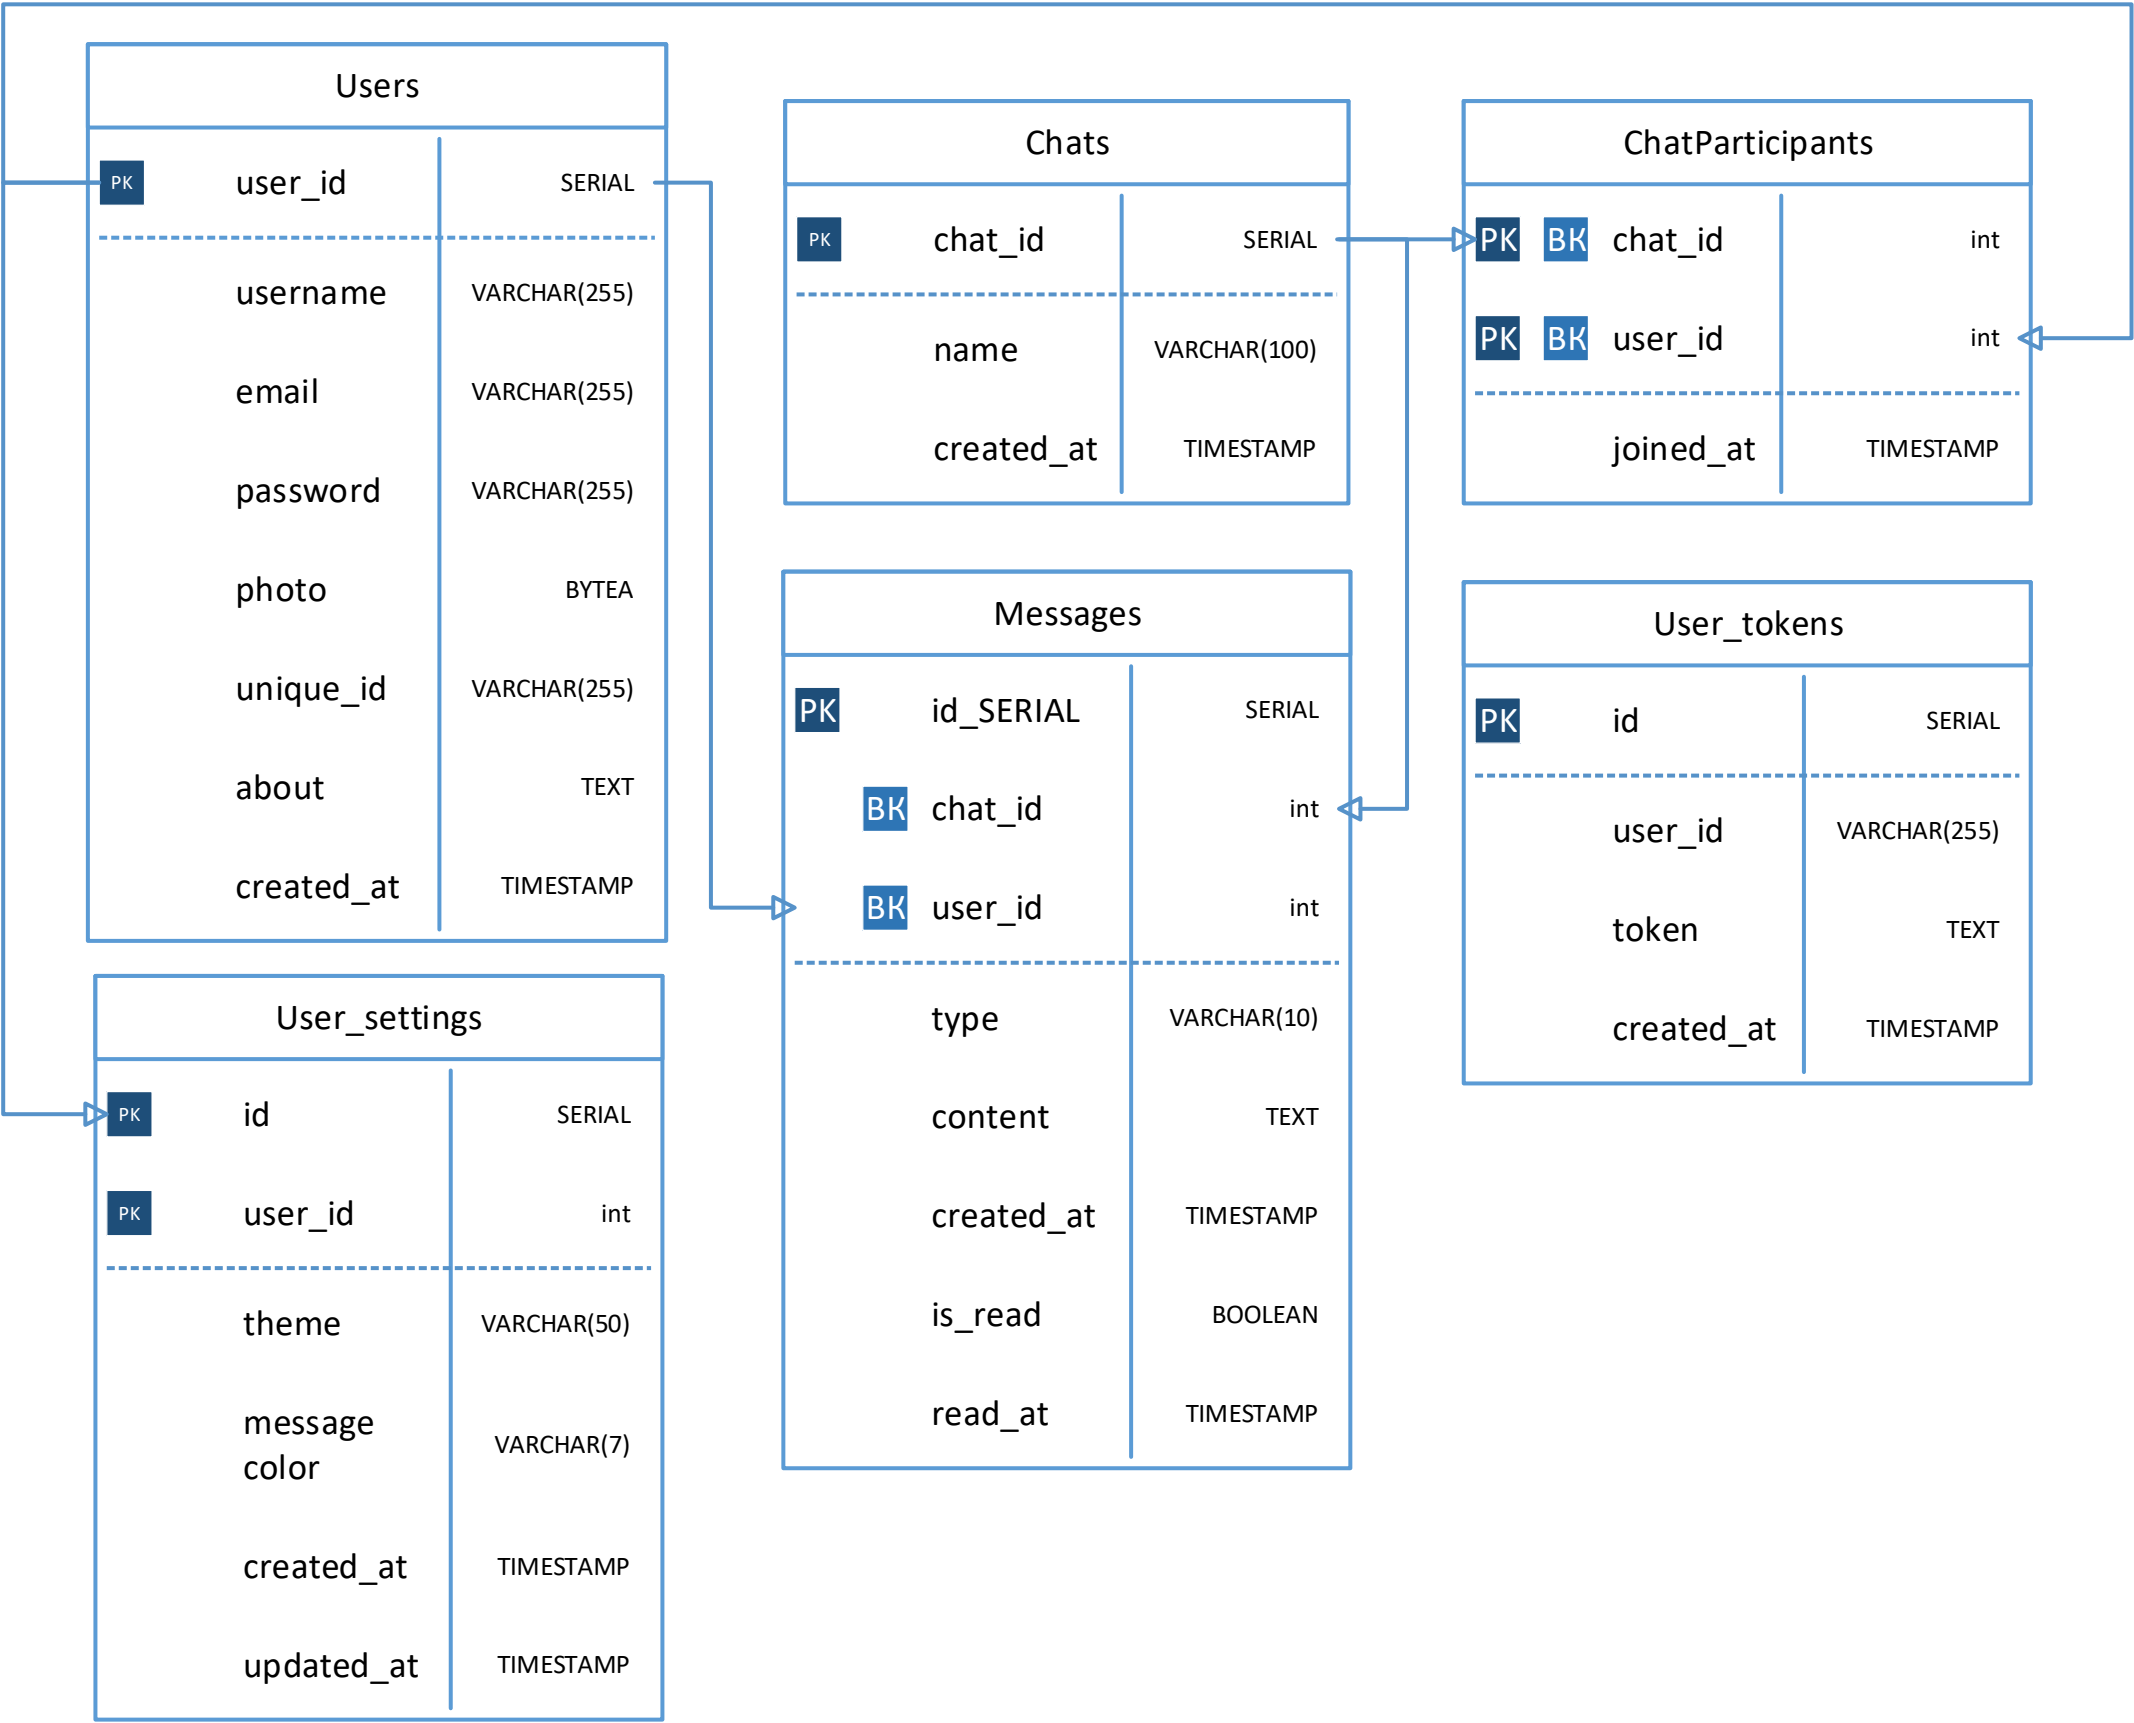 Users
PK user_id SERIAL
username VARCHAR(255)
email VARCHAR(255)
password VARCHAR(255)
photo BYTEA
unique_id VARCHAR(255)
about TEXT
created_at TIMESTAMP
Chats
PK chat_id SERIAL
name VARCHAR(100)
created_at TIMESTAMP
ChatParticipants
PK ВК chat_id int
PK ВК user_id int
joined_at TIMESTAMP
Messages
PK id_SERIAL SERIAL
ВК chat_id int
ВК user_id int
type VARCHAR(10)
content TEXT
created_at TIMESTAMP
is_read BOOLEAN
read_at TIMESTAMP
User_tokens
PK id SERIAL
user_id VARCHAR(255)
token TEXT
created_at TIMESTAMP
User_settings
PK id SERIAL
PK user_id int
theme VARCHAR(50)
message
color VARCHAR(7)
created_at TIMESTAMP
updated_at TIMESTAMP